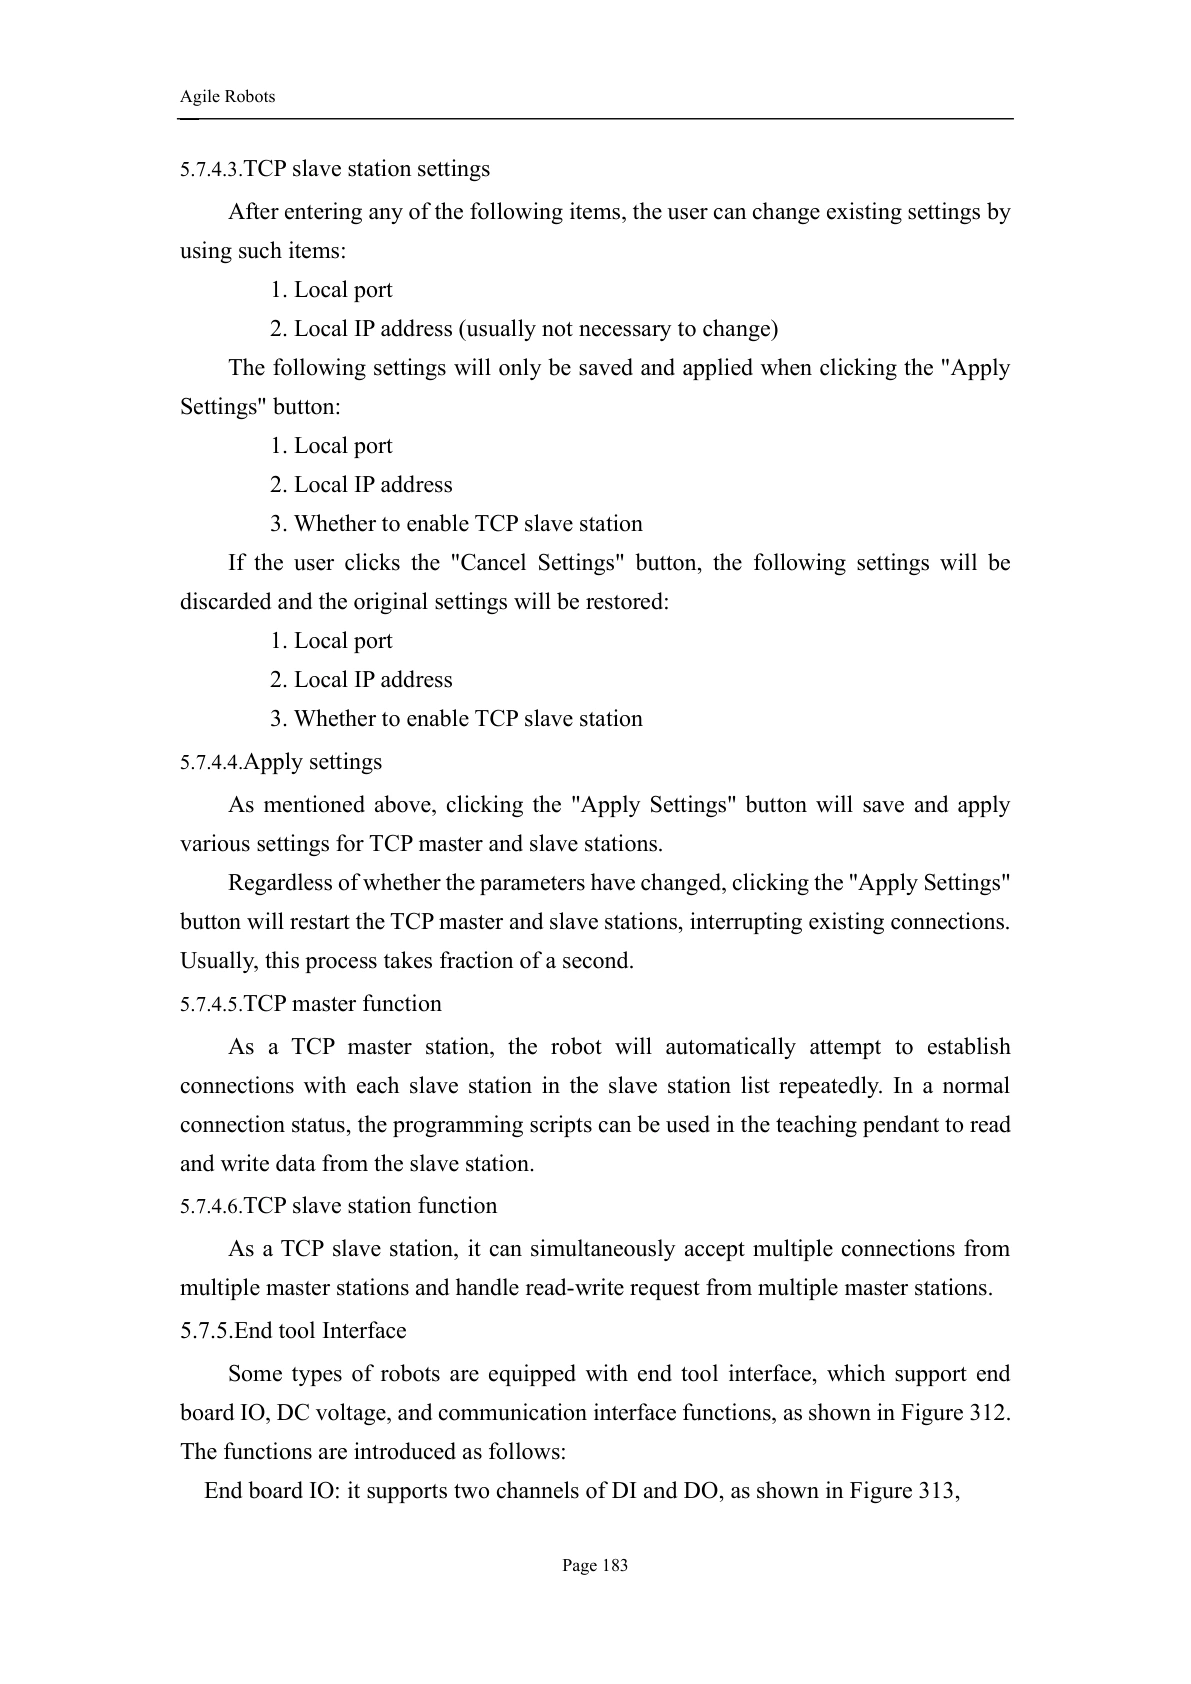 Agile Robots
5.7.4.3.TCP slave station settings
After entering any of the following items, the user can change existing settings by
using such items:
1. Local port
2. Local IP address (usually not necessary to change)
The following settings will only be saved and applied when clicking the "Apply
Settings" button:
1. Local port
2. Local IP address
3. Whether to enable TCP slave station
If the user clicks the "Cancel Settings" button, the following settings will be
discarded and the original settings will be restored:
1. Local port
2. Local IP address
3. Whether to enable TCP slave station
5.7.4.4.Apply settings
As mentioned above, clicking the "Apply Settings" button will save and apply
various settings for TCP master and slave stations.
Regardless of whether the parameters have changed, clicking the "Apply Settings"
button will restart the TCP master and slave stations, interrupting existing connections.
Usually, this process takes fraction of a second.
5.7.4.5.TCP master function
As a TCP master station, the robot will automatically attempt to establish
connections with each slave station in the slave station list repeatedly. In a normal
connection status, the programming scripts can be used in the teaching pendant to read
and write data from the slave station.
5.7.4.6.TCP slave station function
As a TCP slave station, it can simultaneously accept multiple connections from
multiple master stations and handle read-write request from multiple master stations.
5.7.5.End tool Interface
Some types of robots are equipped with end tool interface, which support end
board IO, DC voltage, and communication interface functions, as shown in Figure 312.
The functions are introduced as follows:
End board IO: it supports two channels of DI and DO, as shown in Figure 313,
Page 183